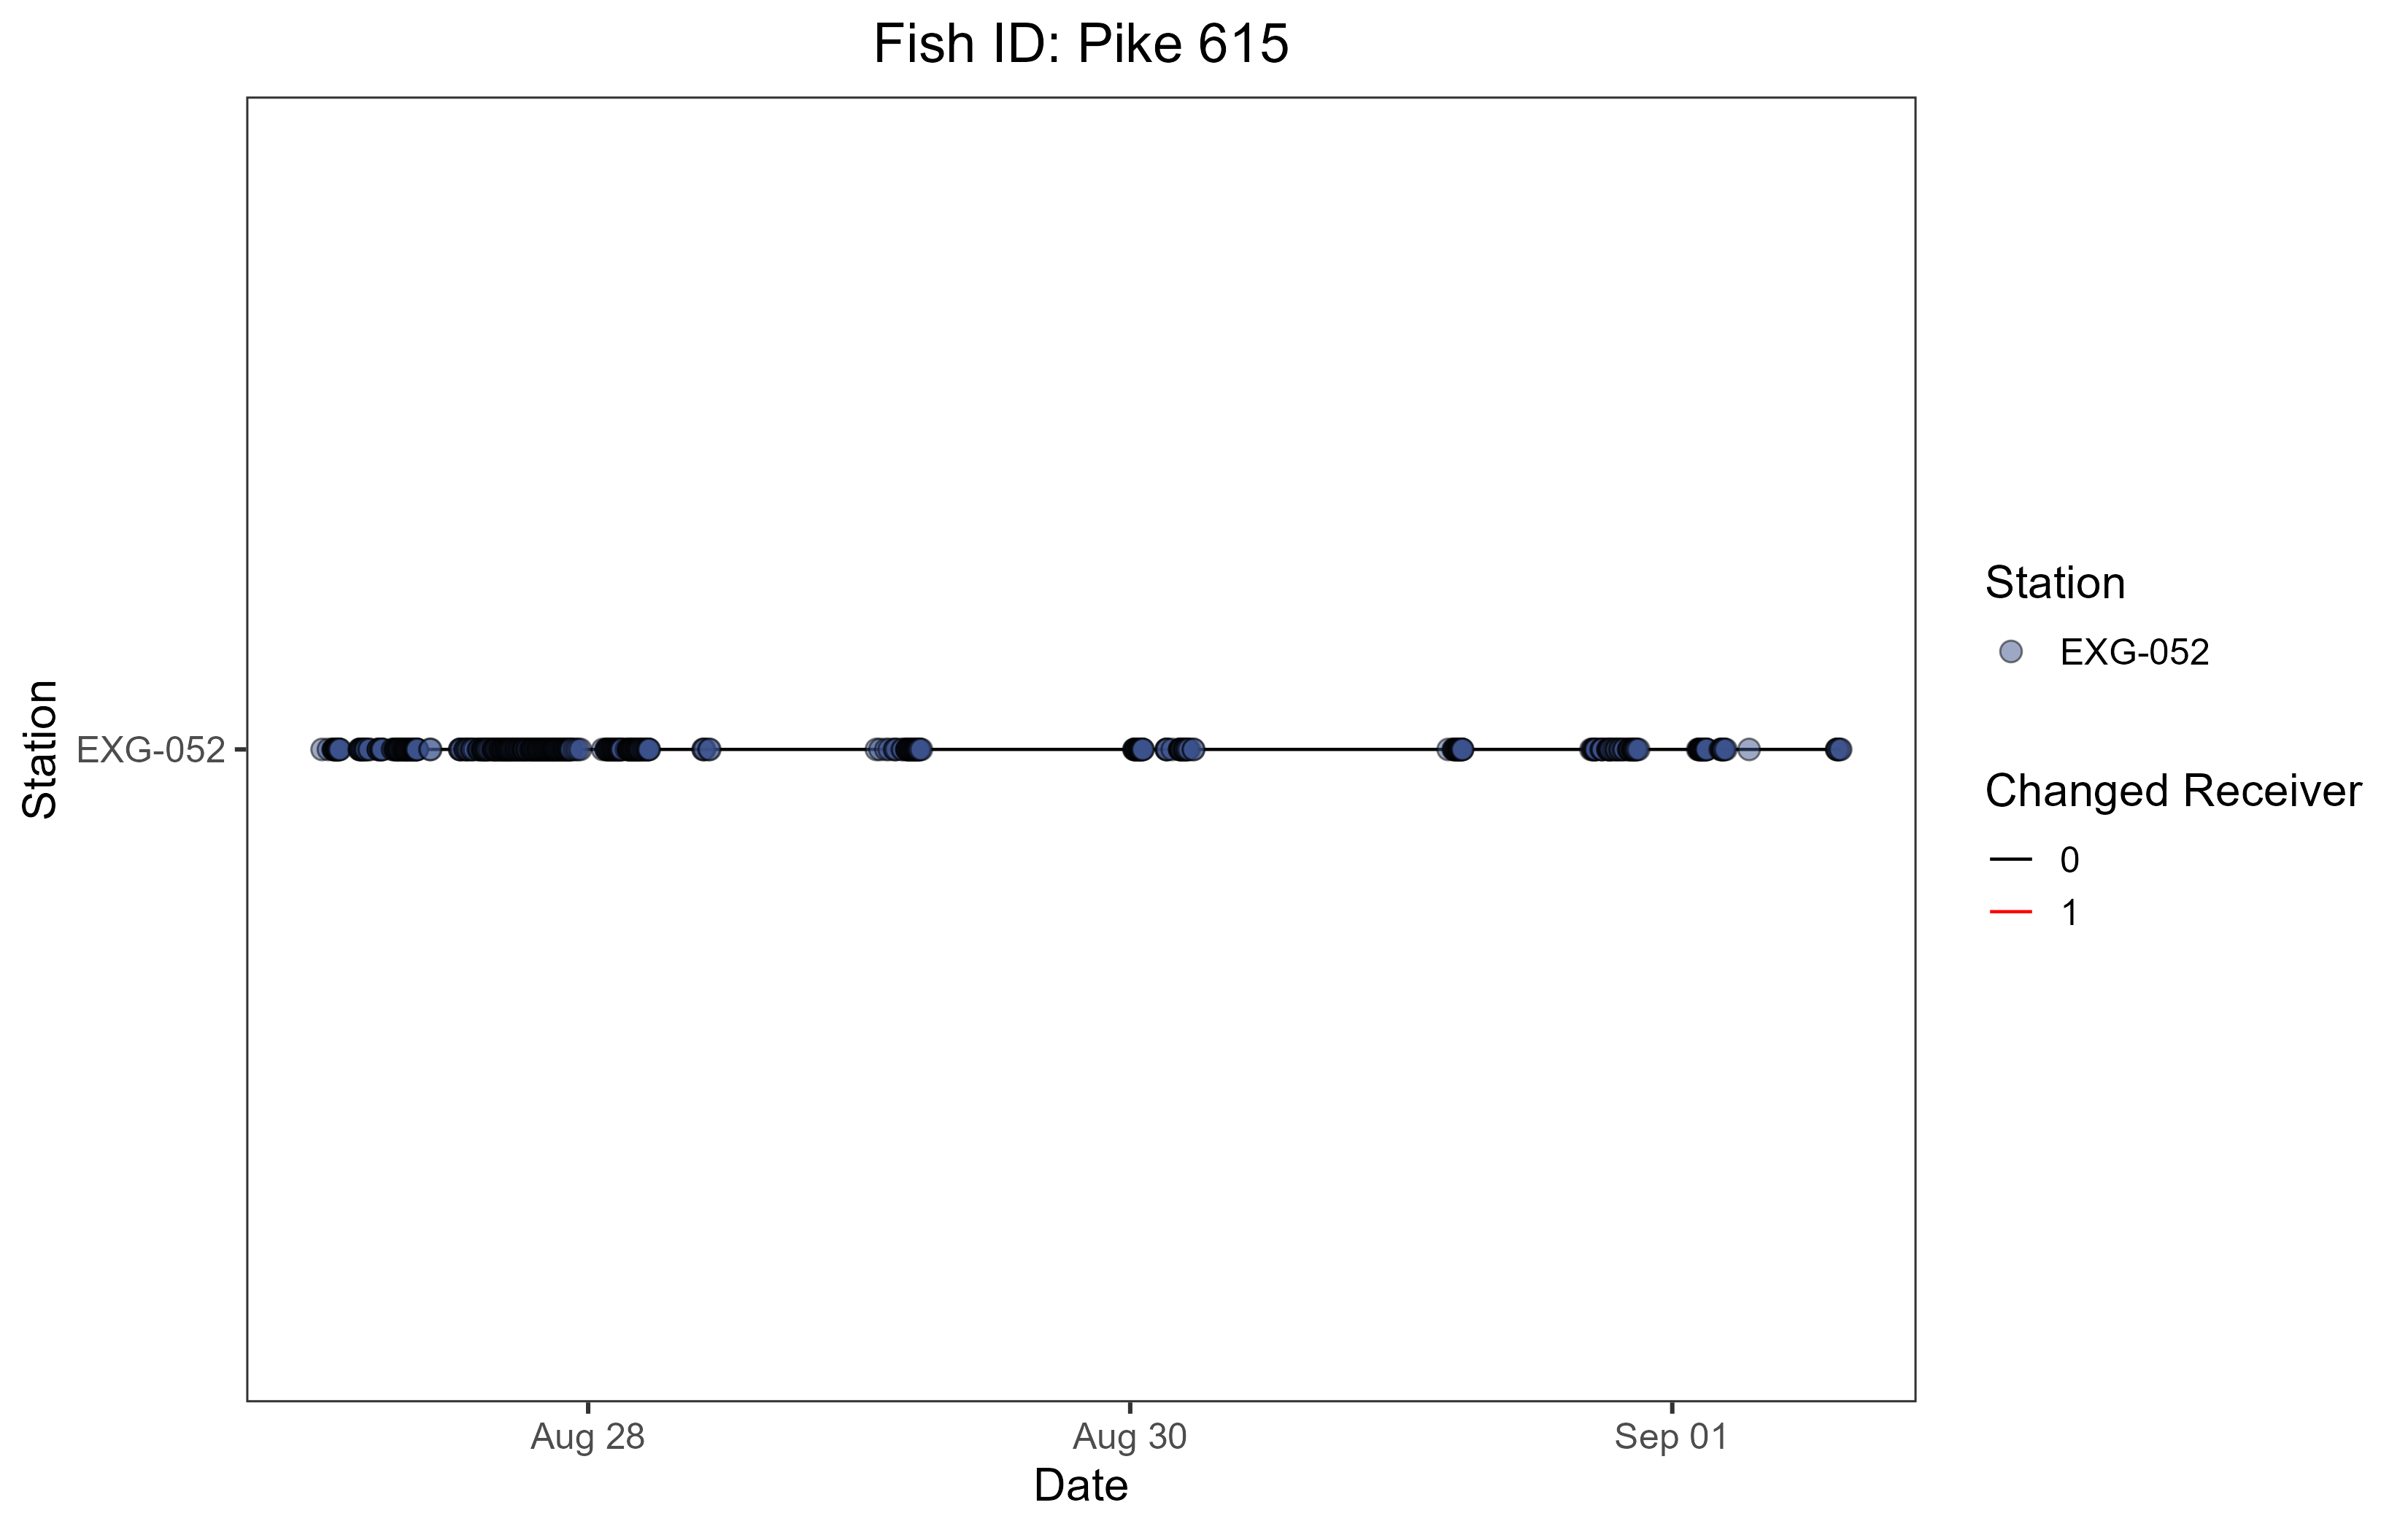 Fish ID: Pike 615
Station
EXG-052
Aug 28
Aug 30
Sep 01
Date
Station
EXG-052
Changed Receiver
0
1